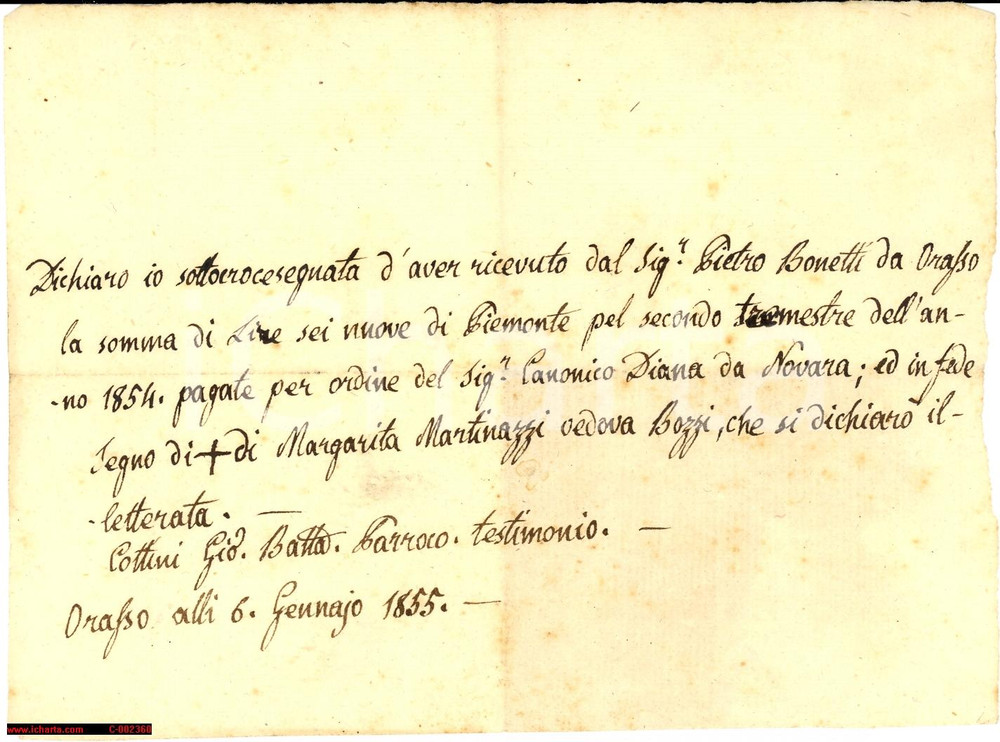 Dichiaro io sottocrocesegnata d'aver ricevuto dal Sig.r Pietro Bonetti da Orasso
la somma di Lire sei nuove di Piemonte pel secondo tremestre dell'an-
-no 1854. pagate per ordine del Sig.r Canonico Diana da Novara; ed in fede
Segno di + di Margarita Martinazzi vedova Bozzi, che si dichiarò il-
-letterata. —
Cottini Gio. Batta. Parroco. testimonio. —
Orasso alli 6. Gennajo 1855. —
www.icharta.com C-002360